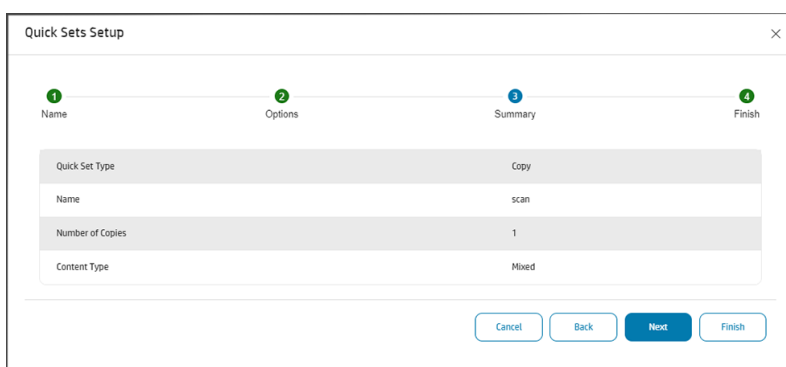 Quick Sets Setup
1 2 3 4
Name Options Summary Finish
Quick Set Type Copy
Name scan
Number of Copies 1
Content Type Mixed
Cancel Back Next Finish